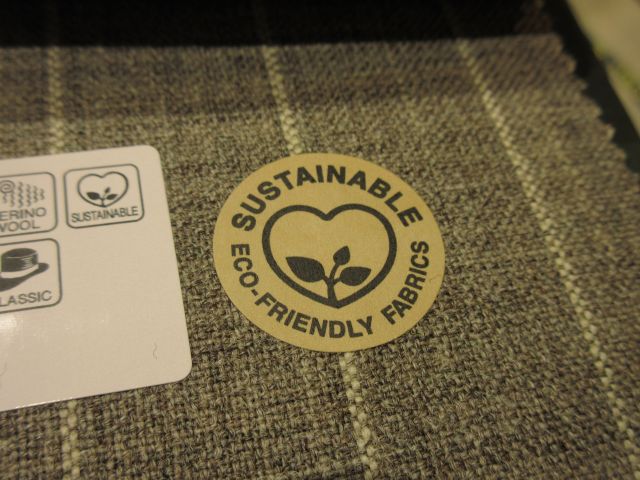 ERINO
WOOL
SUSTAINABLE
LASSIC
SUSTAINABLE
ECO-FRIENDLY FABRICS